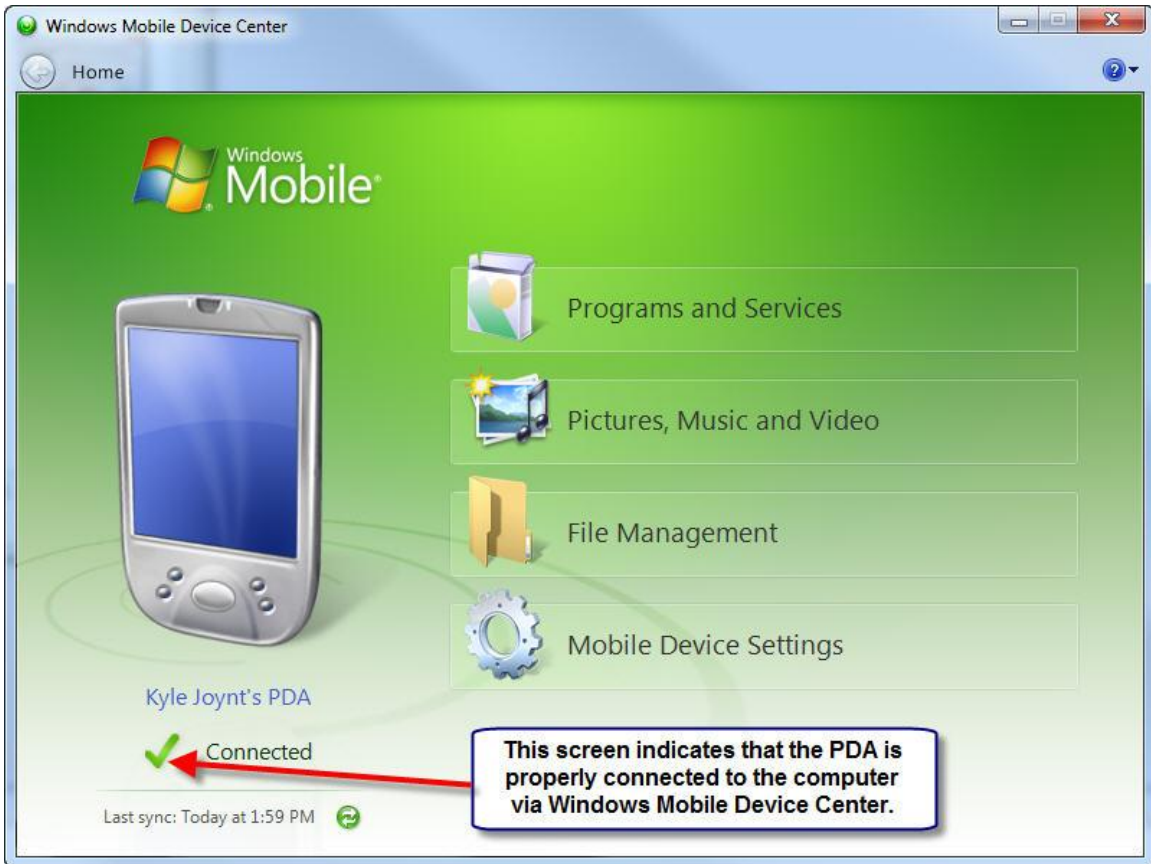 Windows Mobile Device Center
Home
Windows
Mobile®
Programs and Services
Pictures, Music and Video
File Management
Mobile Device Settings
Kyle Joynt's PDA
Connected
Last sync: Today at 1:59 PM
This screen indicates that the PDA is
properly connected to the computer
via Windows Mobile Device Center.